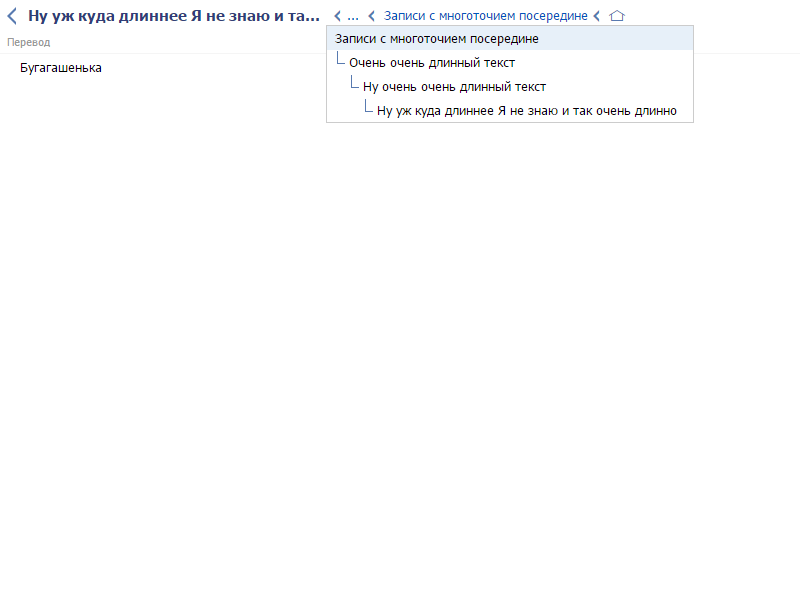 Ну уж куда длиннее Я не знаю и та... ... Записи с многоточием посередине
Записи с многоточием посередине
Перевод
Очень очень длинный текст
Бугагашенька
Ну очень очень длинный текст
Ну уж куда длиннее Я не знаю и так очень длинно